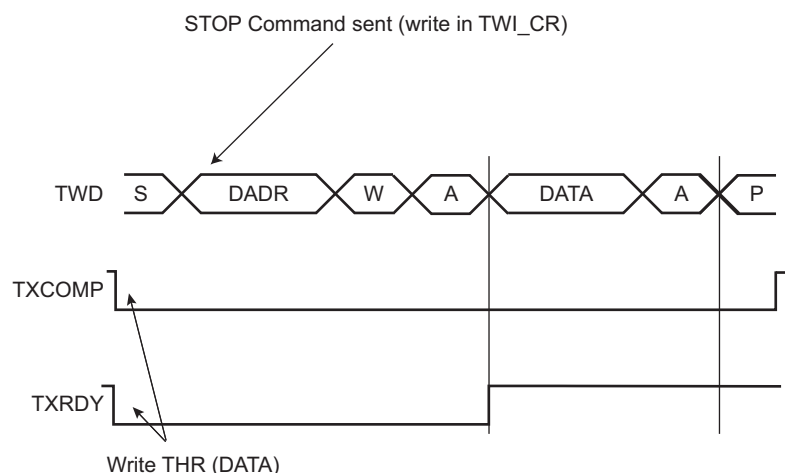 STOP Command sent (write in TWI_CR)
TWD S DADR W A DATA A P
TXCOMP
TXRDY
Write THR (DATA)